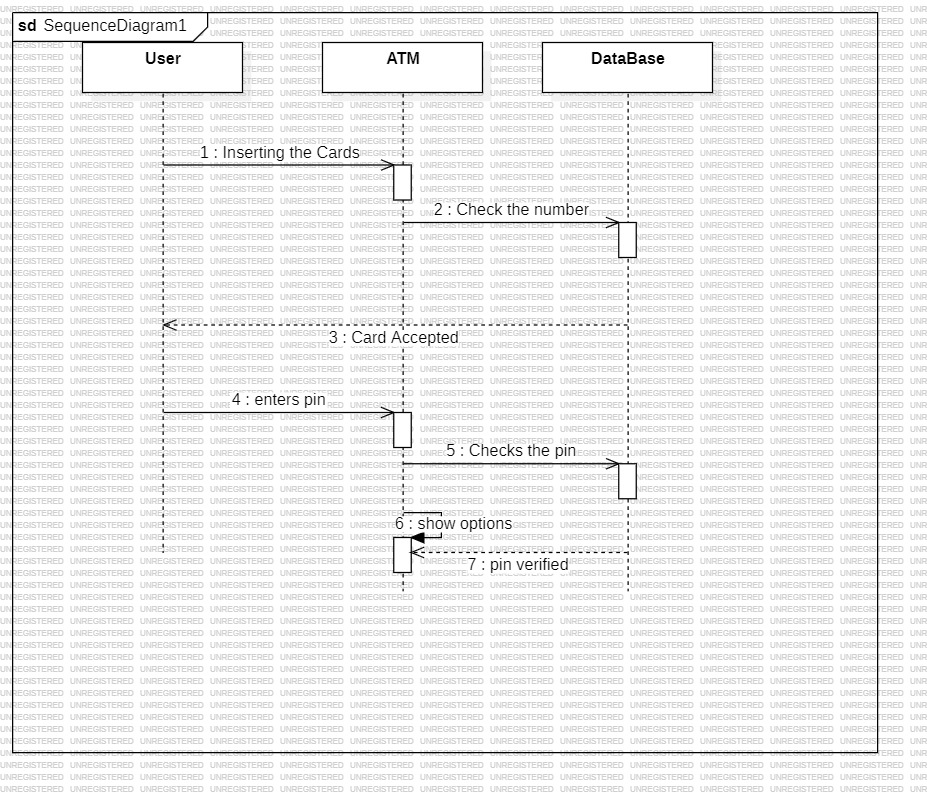 sd SequenceDiagram1
User
ATM
DataBase
1 : Inserting the Cards
2 : Check the number
3 : Card Accepted
4 : enters pin
5 : Checks the pin
6 : show options
7 : pin verified
UNREGISTERED